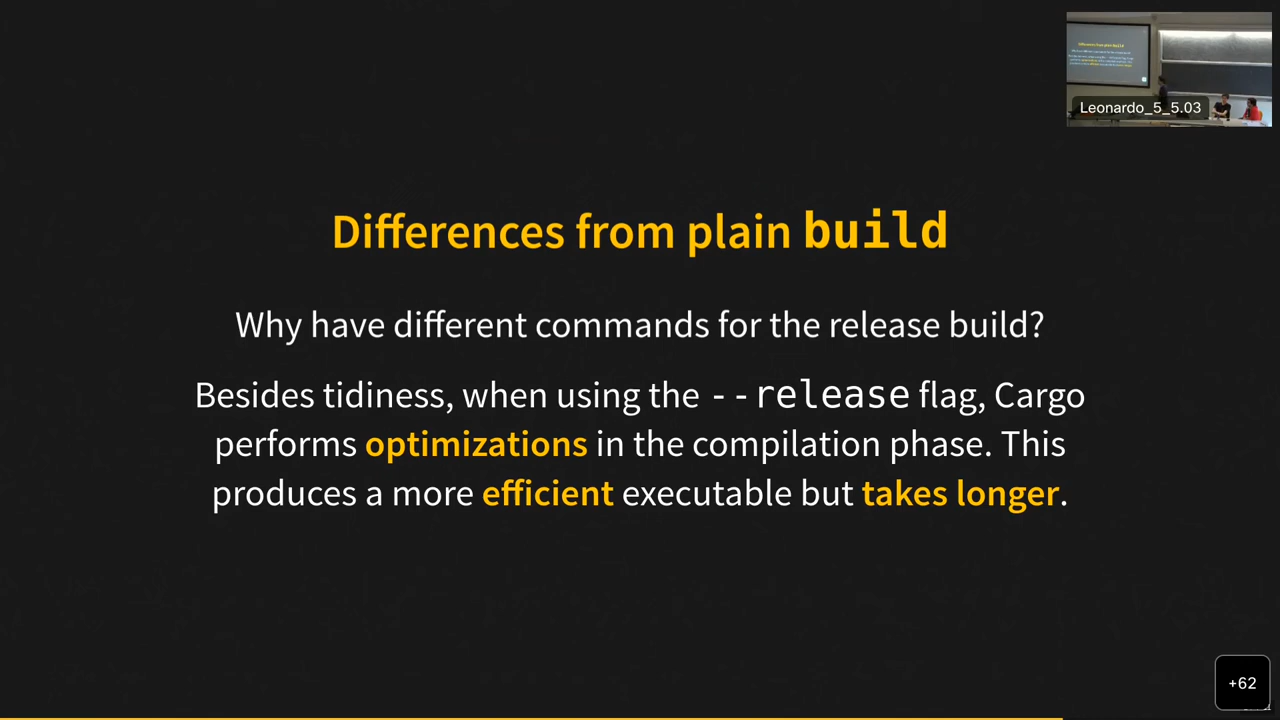 Leonardo_5_5.03
Differences from plain build
Why have different commands for the release build?
Besides tidiness, when using the --release flag, Cargo
performs optimizations in the compilation phase. This
produces a more efficient executable but takes longer.
+62